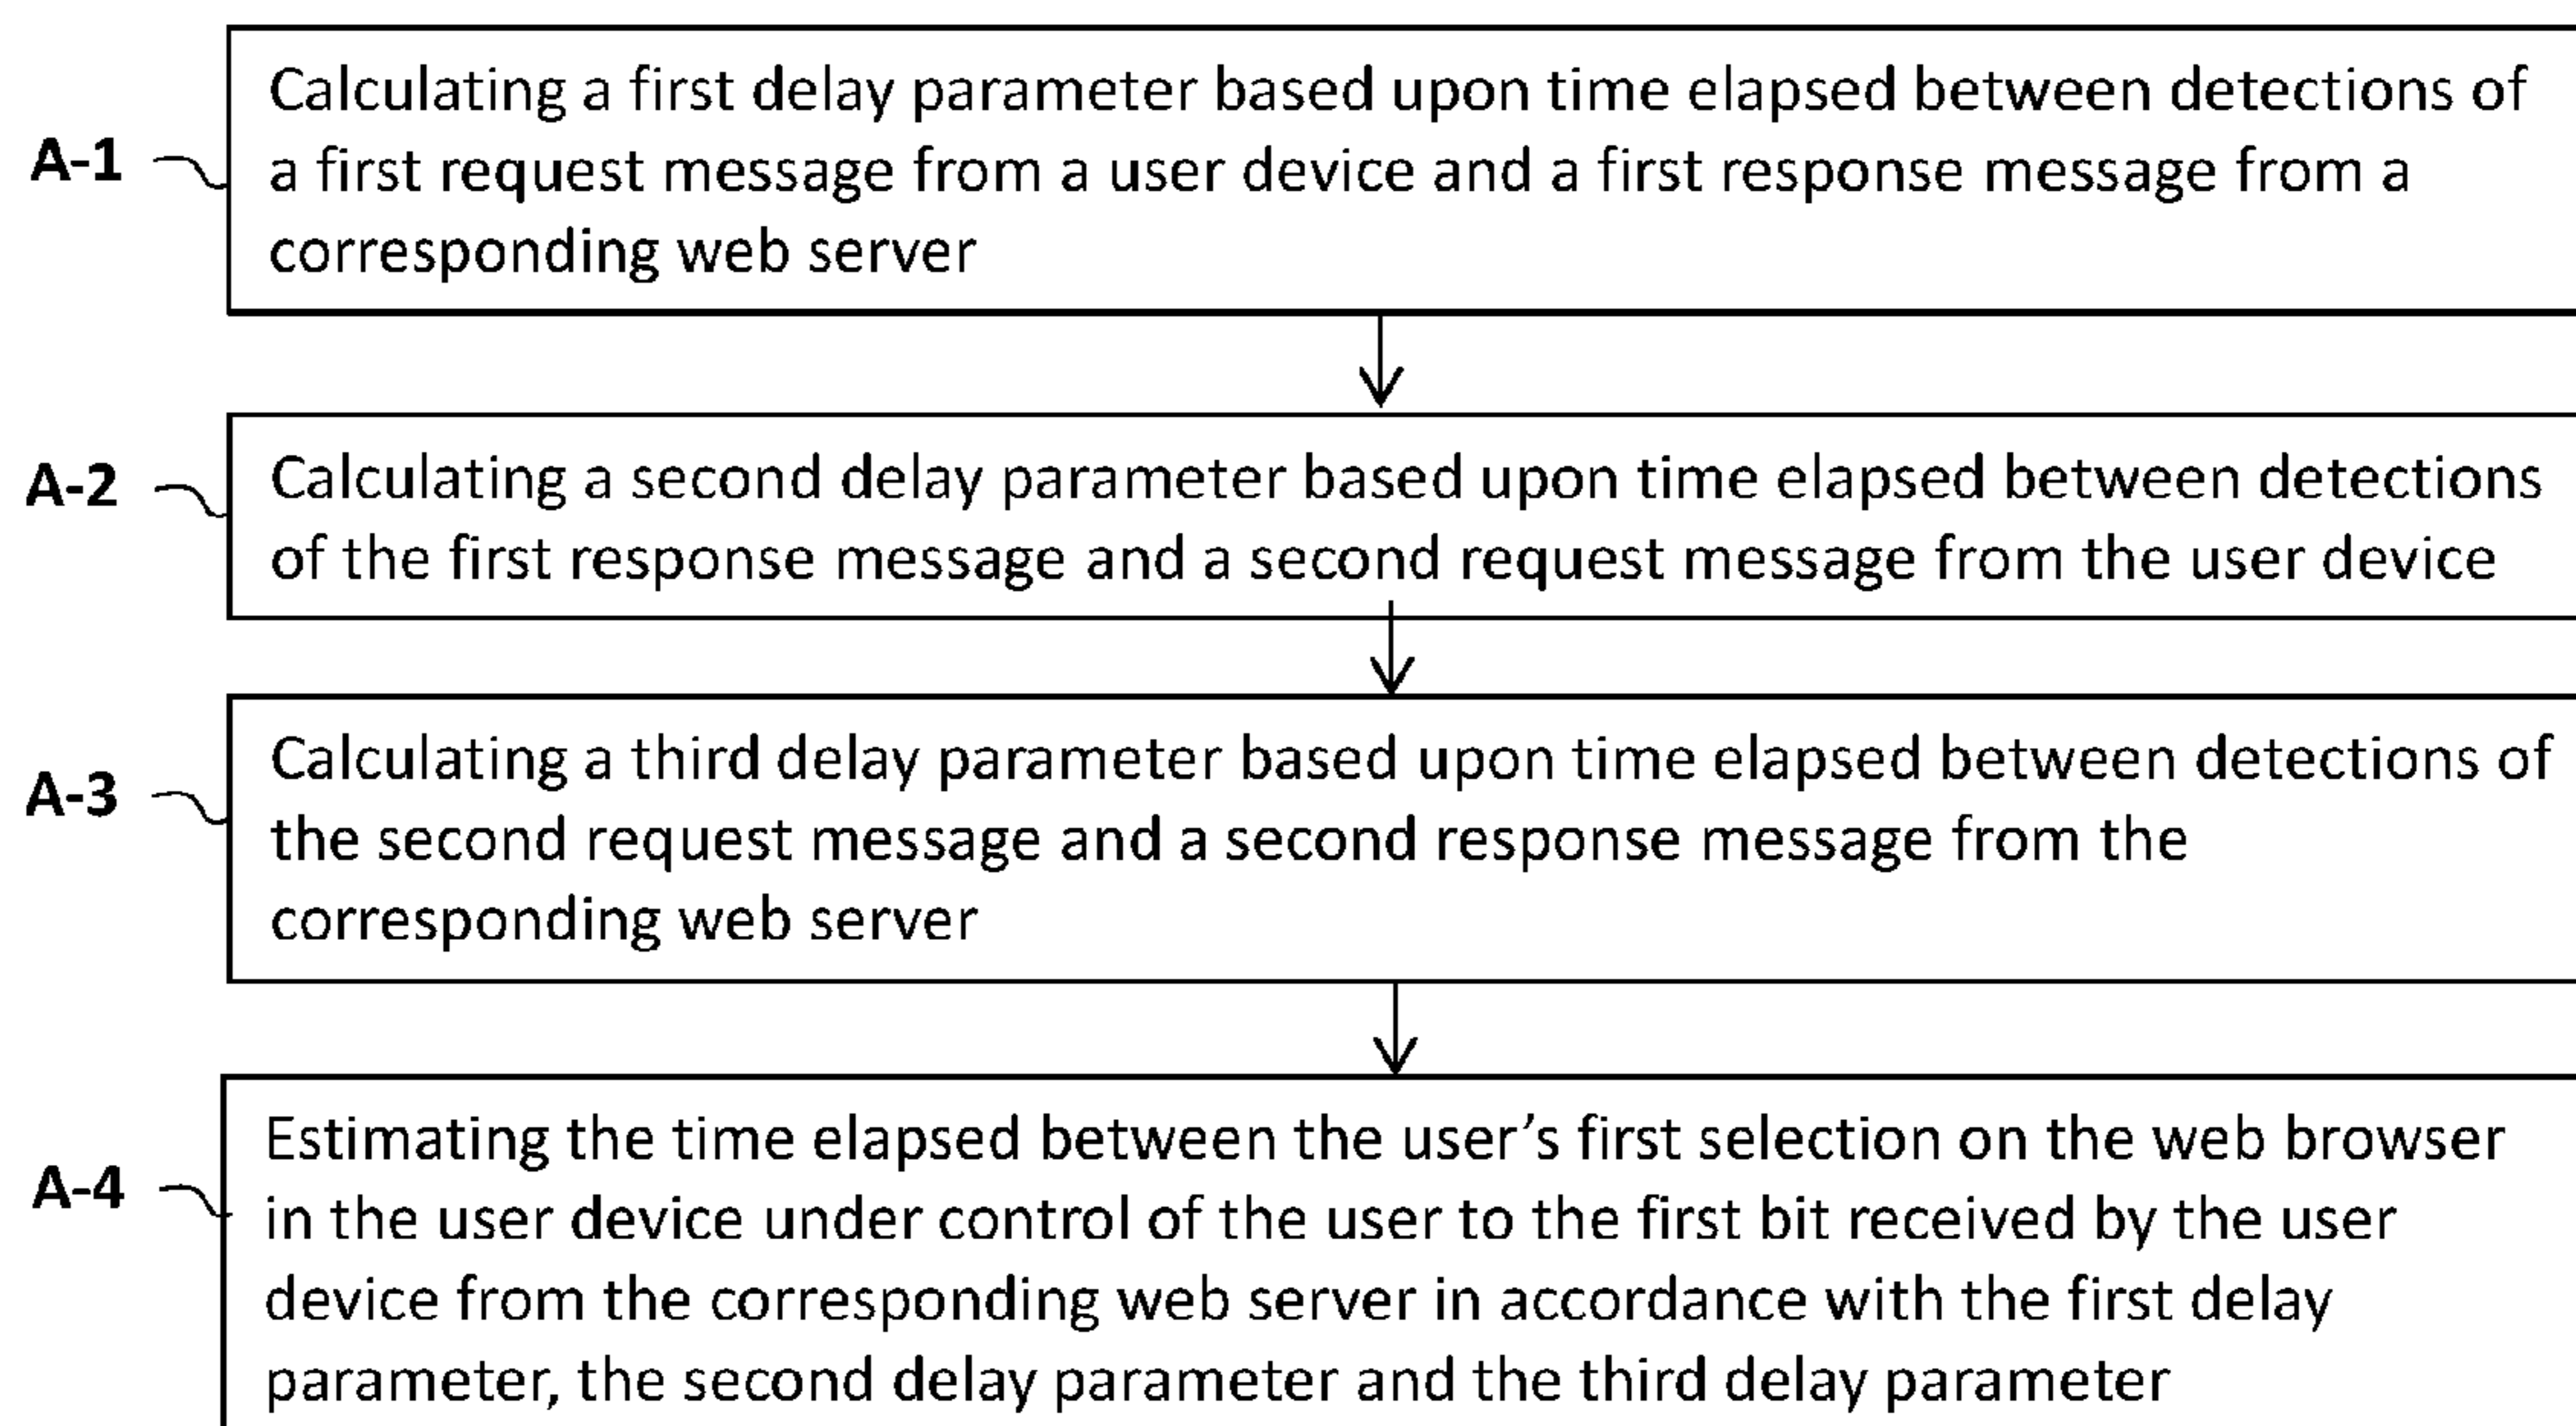 Calculating a first delay parameter based upon time elapsed between detections of
A-1
a first request message from a user device and a first response message from a
corresponding web server
Calculating a second delay parameter based upon time elapsed between detections
A-2
of the first response message and a second request message from the user device
Calculating a third delay parameter based upon time elapsed between detections of
A-3
the second request message and a second response message from the
corresponding web server
Estimating the time elapsed between the user’s first selection on the web browser
A-4
in the user device under control of the user to the first bit received by the user
device from the corresponding web server in accordance with the first delay
parameter, the second delay parameter and the third delay parameter